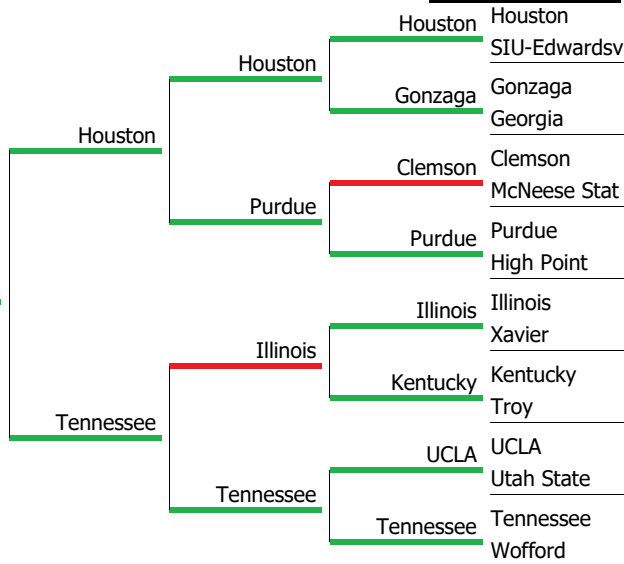 Houston
SIU-Edwardsv
Houston
Houston
Gonzaga
Gonzaga
Georgia
Houston
Clemson
Clemson
McNeese Stat
Purdue
Purdue
Purdue
High Point
Illinois
Illinois
Xavier
Illinois
Kentucky
Kentucky
Troy
Tennessee
UCLA
UCLA
Utah State
Tennessee
Tennessee
Tennessee
Wofford